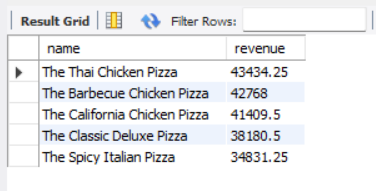 Result Grid Filter Rows:
name revenue
The Thai Chicken Pizza 43434.25
The Barbecue Chicken Pizza 42768
The California Chicken Pizza 41409.5
The Classic Deluxe Pizza 38180.5
The Spicy Italian Pizza 34831.25